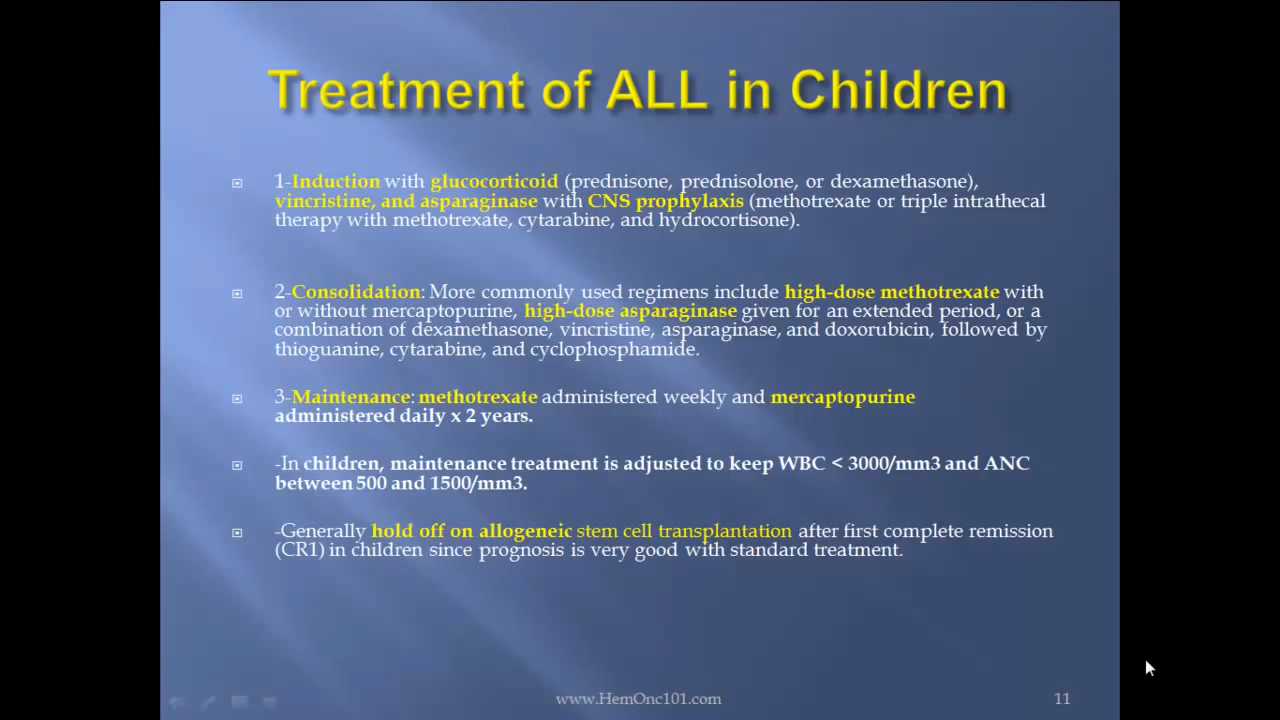 Treatment of ALL in Children
1-Induction with glucocorticoid (prednisone, prednisolone, or dexamethasone),
vincristine, and asparaginase with CNS prophylaxis (methotrexate or triple intrathecal
therapy with methotrexate, cytarabine, and hydrocortisone).
2-Consolidation: More commonly used regimens include high-dose methotrexate with
or without mercaptopurine, high-dose asparaginase given for an extended period, or a
combination of dexamethasone, vincristine, asparaginase, and doxorubicin, followed by
thioguanine, cytarabine, and cyclophosphamide.
3-Maintenance: methotrexate administered weekly and mercaptopurine
administered daily x 2 years.
-In children, maintenance treatment is adjusted to keep WBC < 3000/mm3 and ANC
between 500 and 1500/mm3.
-Generally hold off on allogeneic stem cell transplantation after first complete remission
(CR1) in children since prognosis is very good with standard treatment.
www.HemOnc101.com
11